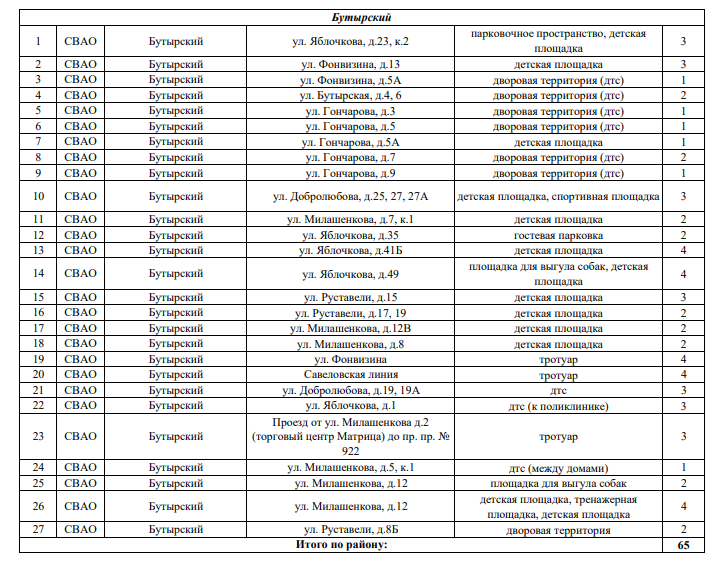 Бутырский
1 СВАО Бутырский ул. Яблочкова, д.23, к.2 парковочное пространство, детская площадка 3
2 СВАО Бутырский ул. Фонвизина, д.13 детская площадка 3
3 СВАО Бутырский ул. Фонвизина, д.5А дворовая территория (дтс) 1
4 СВАО Бутырский ул. Бутырская, д.4, 6 дворовая территория (дтс) 2
5 СВАО Бутырский ул. Гончарова, д.3 дворовая территория (дтс) 1
6 СВАО Бутырский ул. Гончарова, д.5 дворовая территория (дтс) 1
7 СВАО Бутырский ул. Гончарова, д.5А детская площадка 1
8 СВАО Бутырский ул. Гончарова, д.7 дворовая территория (дтс) 2
9 СВАО Бутырский ул. Гончарова, д.9 дворовая территория (дтс) 1
10 СВАО Бутырский ул. Добролюбова, д.25, 27, 27А детская площадка, спортивная площадка 3
11 СВАО Бутырский ул. Милашенкова, д.7, к.1 детская площадка 2
12 СВАО Бутырский ул. Яблочкова, д.35 гостевая парковка 2
13 СВАО Бутырский ул. Яблочкова, д.41Б детская площадка 4
14 СВАО Бутырский ул. Яблочкова, д.49 площадка для выгула собак, детская площадка 4
15 СВАО Бутырский ул. Руставели, д.15 детская площадка 3
16 СВАО Бутырский ул. Руставели, д.17, 19 детская площадка 2
17 СВАО Бутырский ул. Милашенкова, д.12В детская площадка 2
18 СВАО Бутырский ул. Милашенкова, д.8 детская площадка 2
19 СВАО Бутырский ул. Фонвизина тротуар 4
20 СВАО Бутырский Савеловская линия тротуар 4
21 СВАО Бутырский ул. Добролюбова, д.19, 19А дтс 3
22 СВАО Бутырский ул. Яблочкова, д.1 дтс (к поликлинике) 3
23 СВАО Бутырский Проезд от ул. Милашенкова д.2 (торговый центр Матрица) до пр. пр. № 922 тротуар 3
24 СВАО Бутырский ул. Милашенкова, д.5, к.1 дтс (между домами) 1
25 СВАО Бутырский ул. Милашенкова, д.12 площадка для выгула собак 2
26 СВАО Бутырский ул. Милашенкова, д.12 детская площадка, тренажерная площадка, детская площадка 4
27 СВАО Бутырский ул. Руставели, д.8Б дворовая территория 2
Итого по району: 65